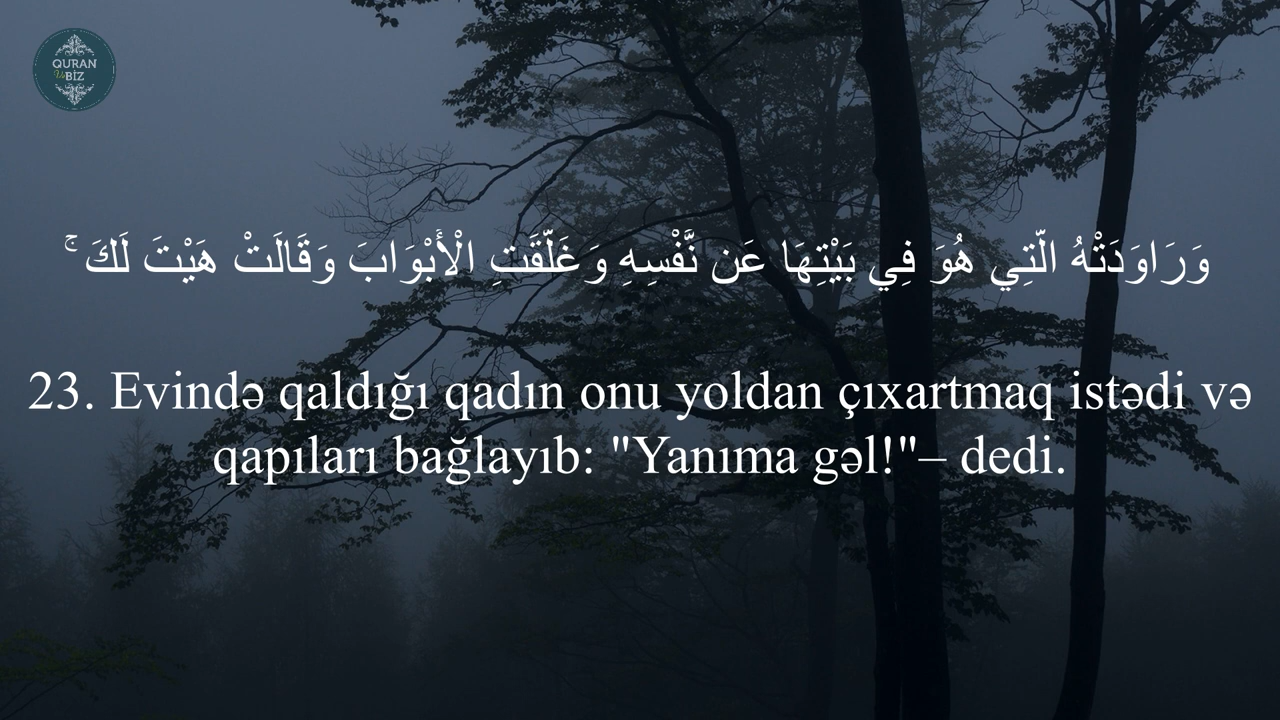 QURAN
Və
BİZ
وَرَاوَدَتْهُ الَّتِي هُوَ فِي بَيْتِهَا عَن نَّفْسِهِ وَغَلَّقَتِ الْأَبْوَابَ وَقَالَتْ هَيْتَ لَكَ ۚ
23. Evində qaldığı qadın onu yoldan çıxartmaq istədi və
qapıları bağlayıb: "Yanıma gəl!"– dedi.